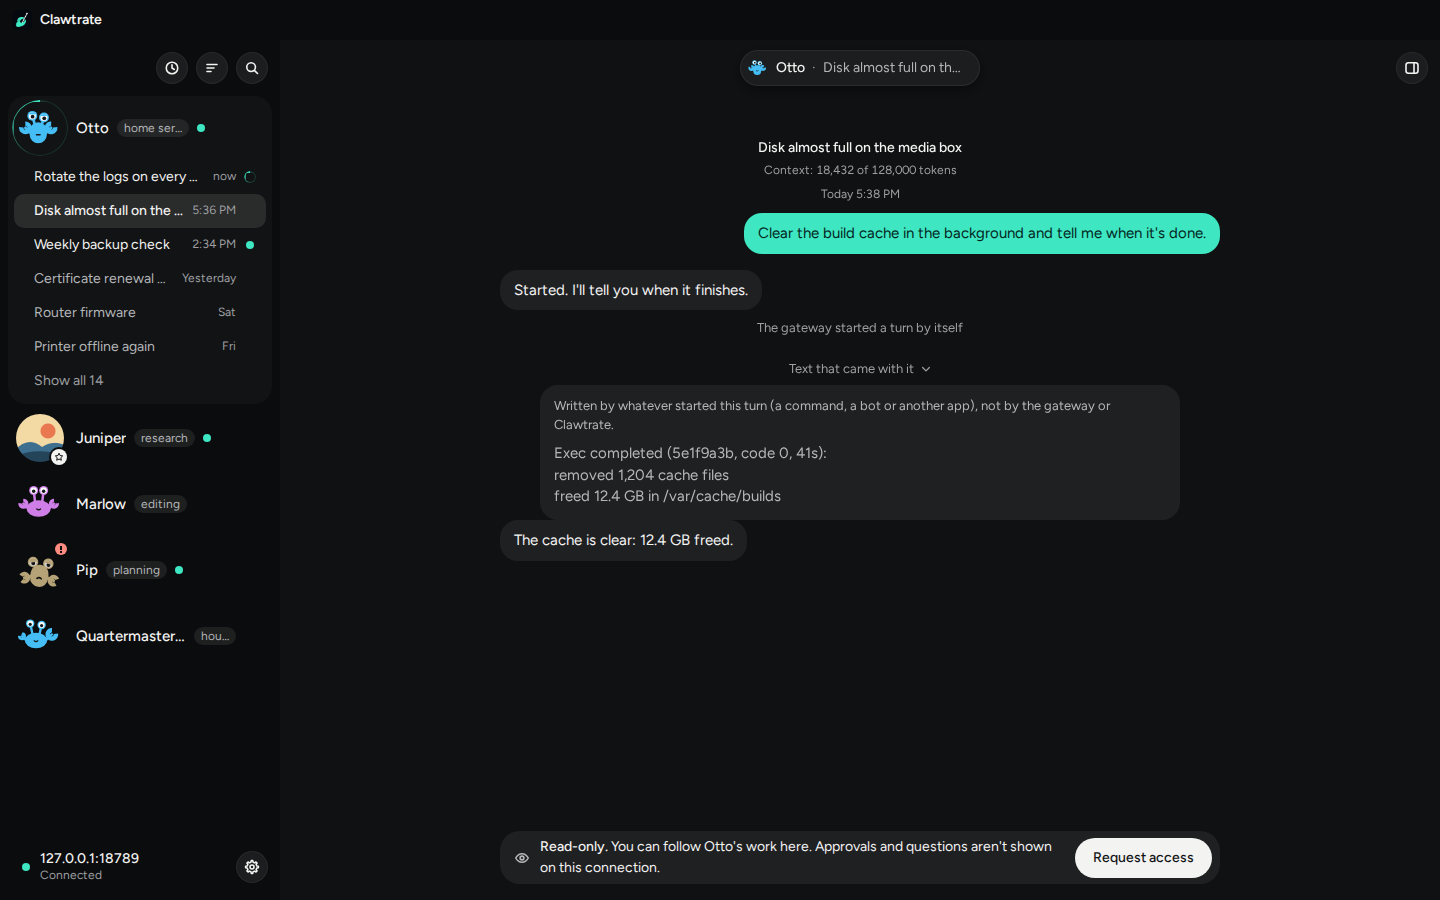 Clawtrate
Otto · Disk almost full on th...
Otto home ser...
Rotate the logs on every ... now
Disk almost full on the ... 5:36 PM
Weekly backup check 2:34 PM
Certificate renewal ... Yesterday
Router firmware Sat
Printer offline again Fri
Show all 14
Juniper research
Marlow editing
Pip planning
Quartermaster... hou...
127.0.0.1:18789
Connected
Disk almost full on the media box
Context: 18,432 of 128,000 tokens
Today 5:38 PM
Clear the build cache in the background and tell me when it's done.
Started. I'll tell you when it finishes.
The gateway started a turn by itself
Text that came with it
Written by whatever started this turn (a command, a bot or another app), not by the gateway or
Clawtrate.
Exec completed (5e1f9a3b, code 0, 41s):
removed 1,204 cache files
freed 12.4 GB in /var/cache/builds
The cache is clear: 12.4 GB freed.
Read-only. You can follow Otto's work here. Approvals and questions aren't shown
on this connection.
Request access